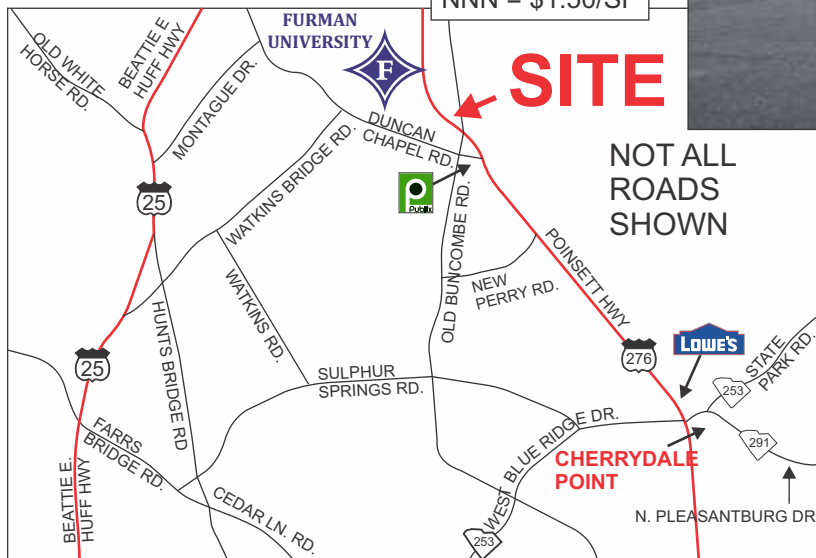 NNN = $1.50/SF
FURMAN
UNIVERSITY
F
SITE
NOT ALL
ROADS
SHOWN
OLD WHITE
HORSE RD.
BEATTIE E
HUFF HWY
MONTAGUE DR.
DUNCAN
CHAPEL RD.
WATKINS BRIDGE RD.
25
Publix
OLD BUNCOMBE RD.
POINSETT HWY
NEW
PERRY RD.
WATKINS RD.
HUNTS BRIDGE RD
25
276
LOWE'S
STATE
PARK RD.
253
SULPHUR
SPRINGS RD.
FARRS
BRIDGE RD.
WEST BLUE RIDGE DR.
CHERRYDALE
POINT
291
BEATTIE E.
HUFF HWY
CEDAR LN. RD.
253
N. PLEASANTBURG DR